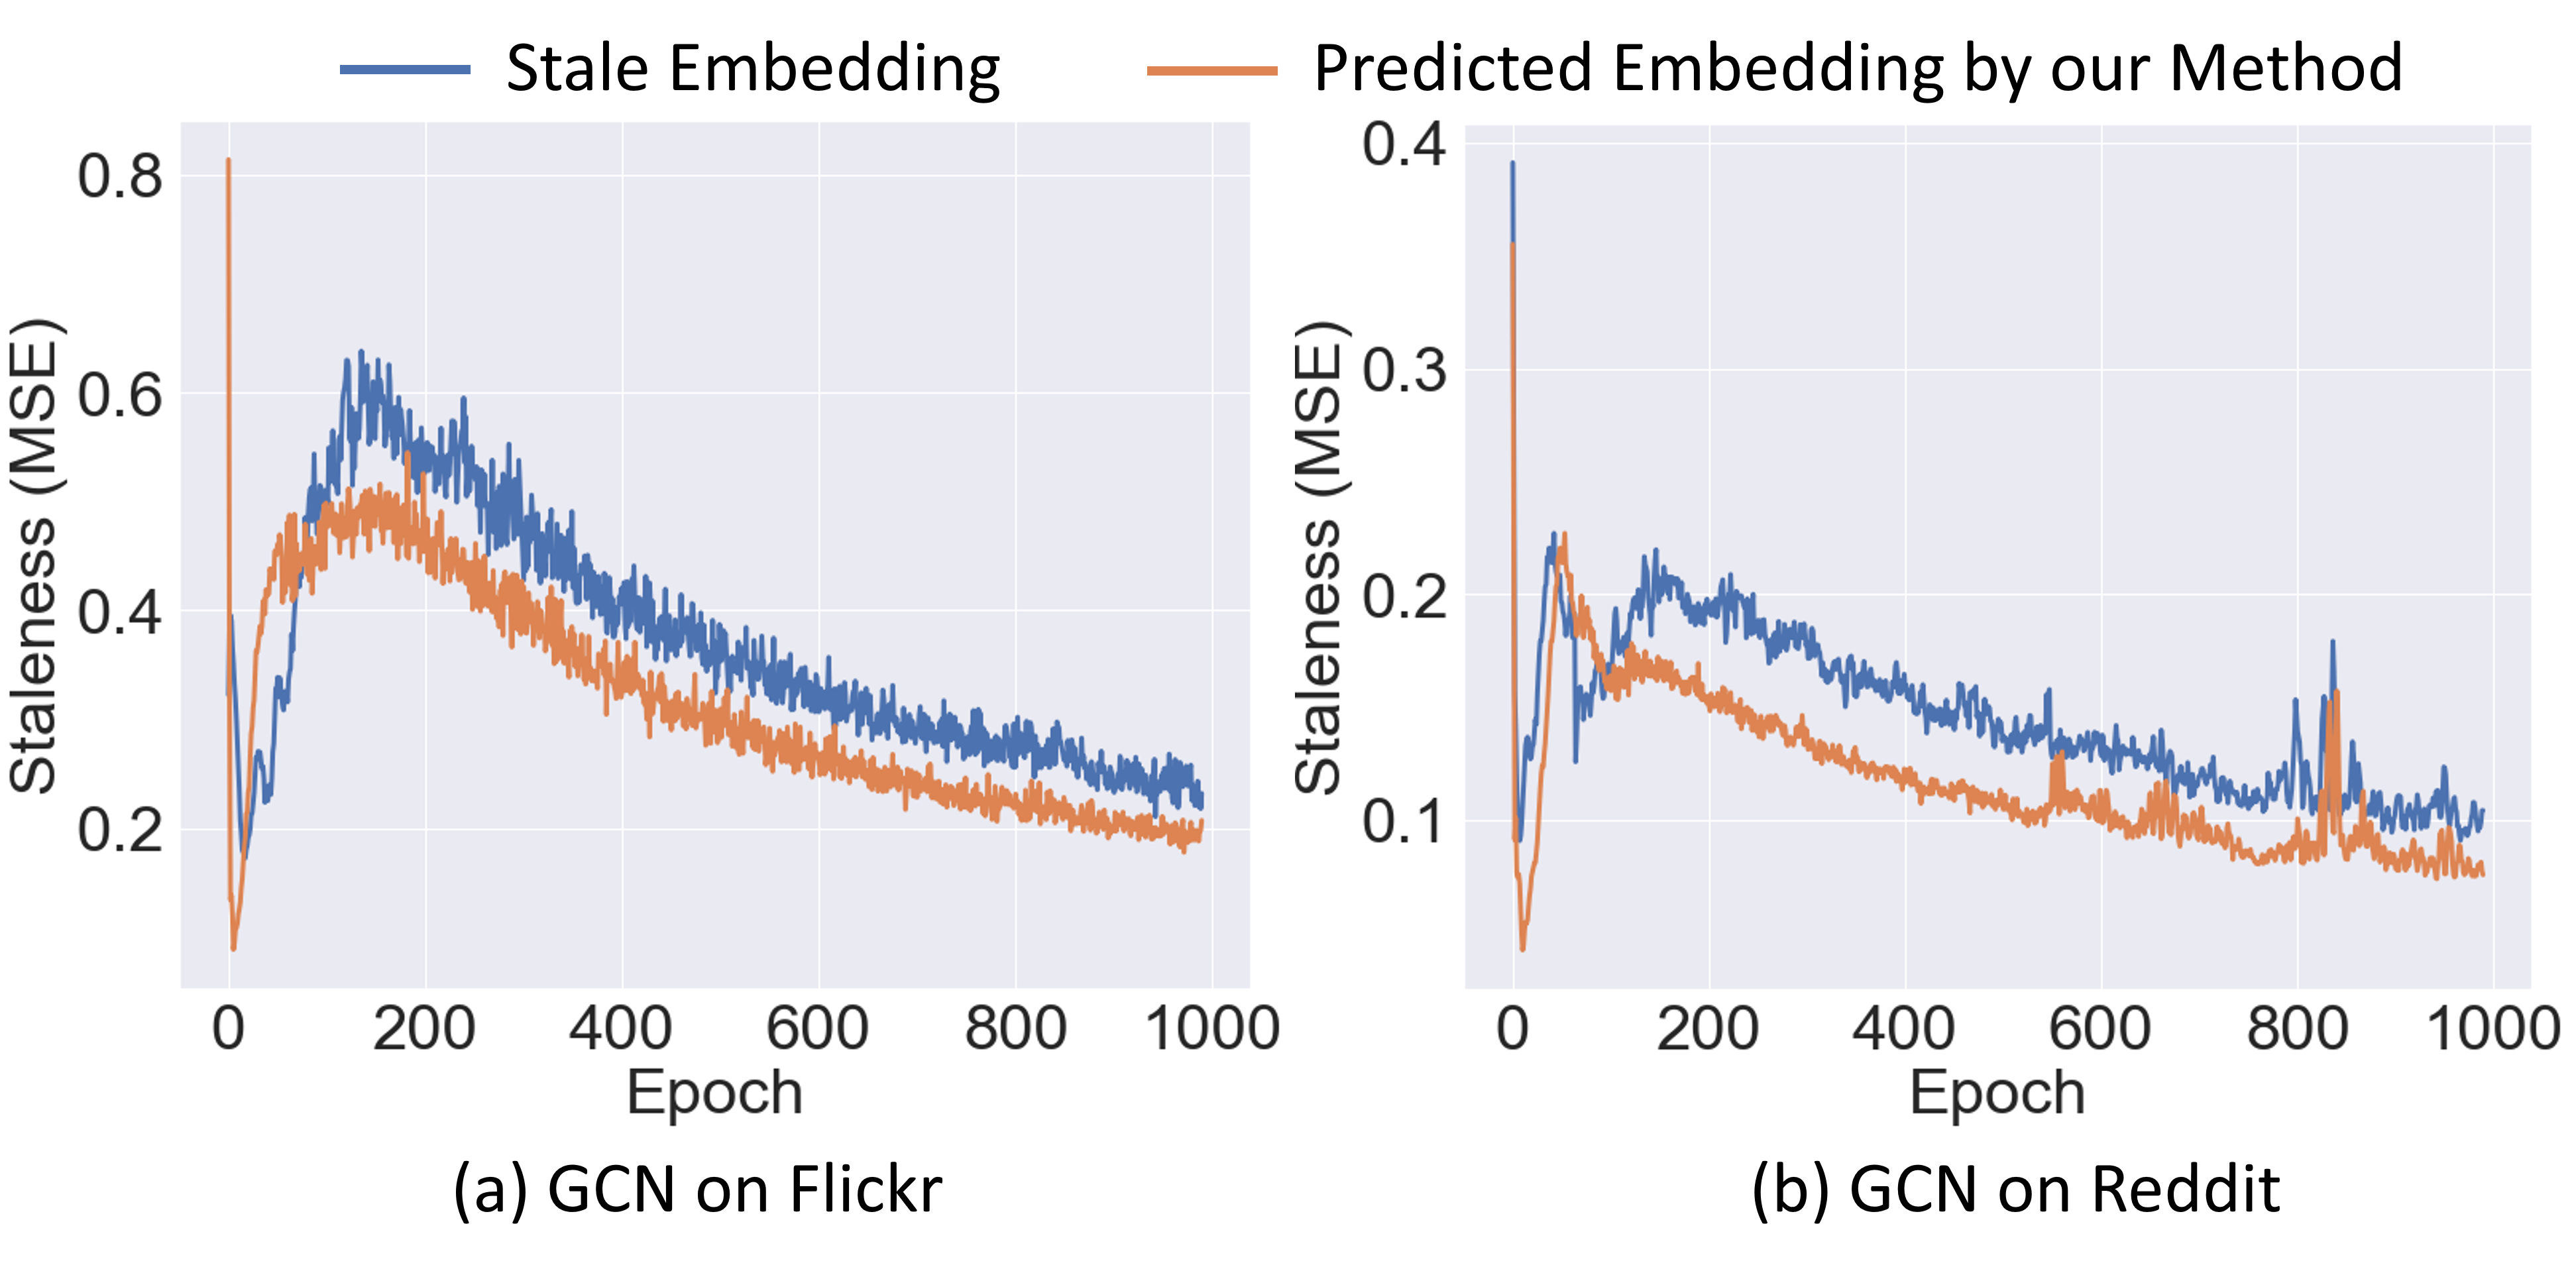 Stale Embedding
Predicted Embedding by our Method
Staleness (MSE)
0.8
0.6
0.4
0.2
0 200 400 600 800 1000
Epoch
(a) GCN on Flickr
Staleness (MSE)
0.4
0.3
0.2
0.1
0 200 400 600 800 1000
Epoch
(b) GCN on Reddit